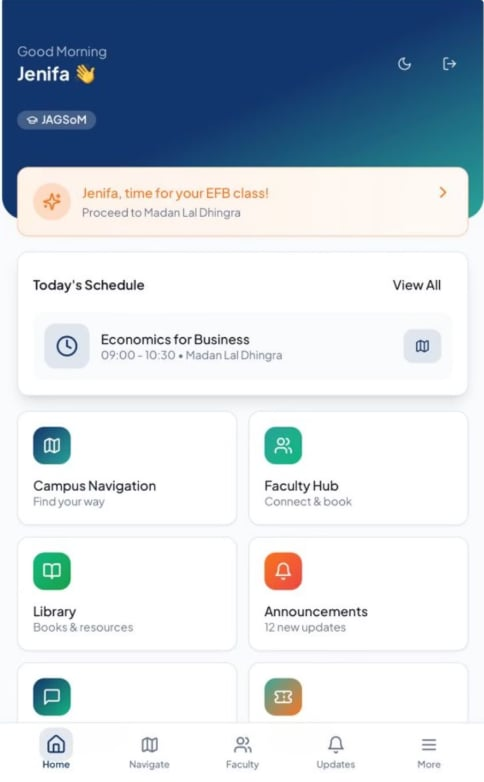 Good Morning
Jenifa 👋
JAGSoM
Jenifa, time for your EFB class!
Proceed to Madan Lal Dhingra
Today's Schedule
View All
Economics for Business
09:00 - 10:30 • Madan Lal Dhingra
Campus Navigation
Find your way
Faculty Hub
Connect & book
Library
Books & resources
Announcements
12 new updates
Home
Navigate
Faculty
Updates
More